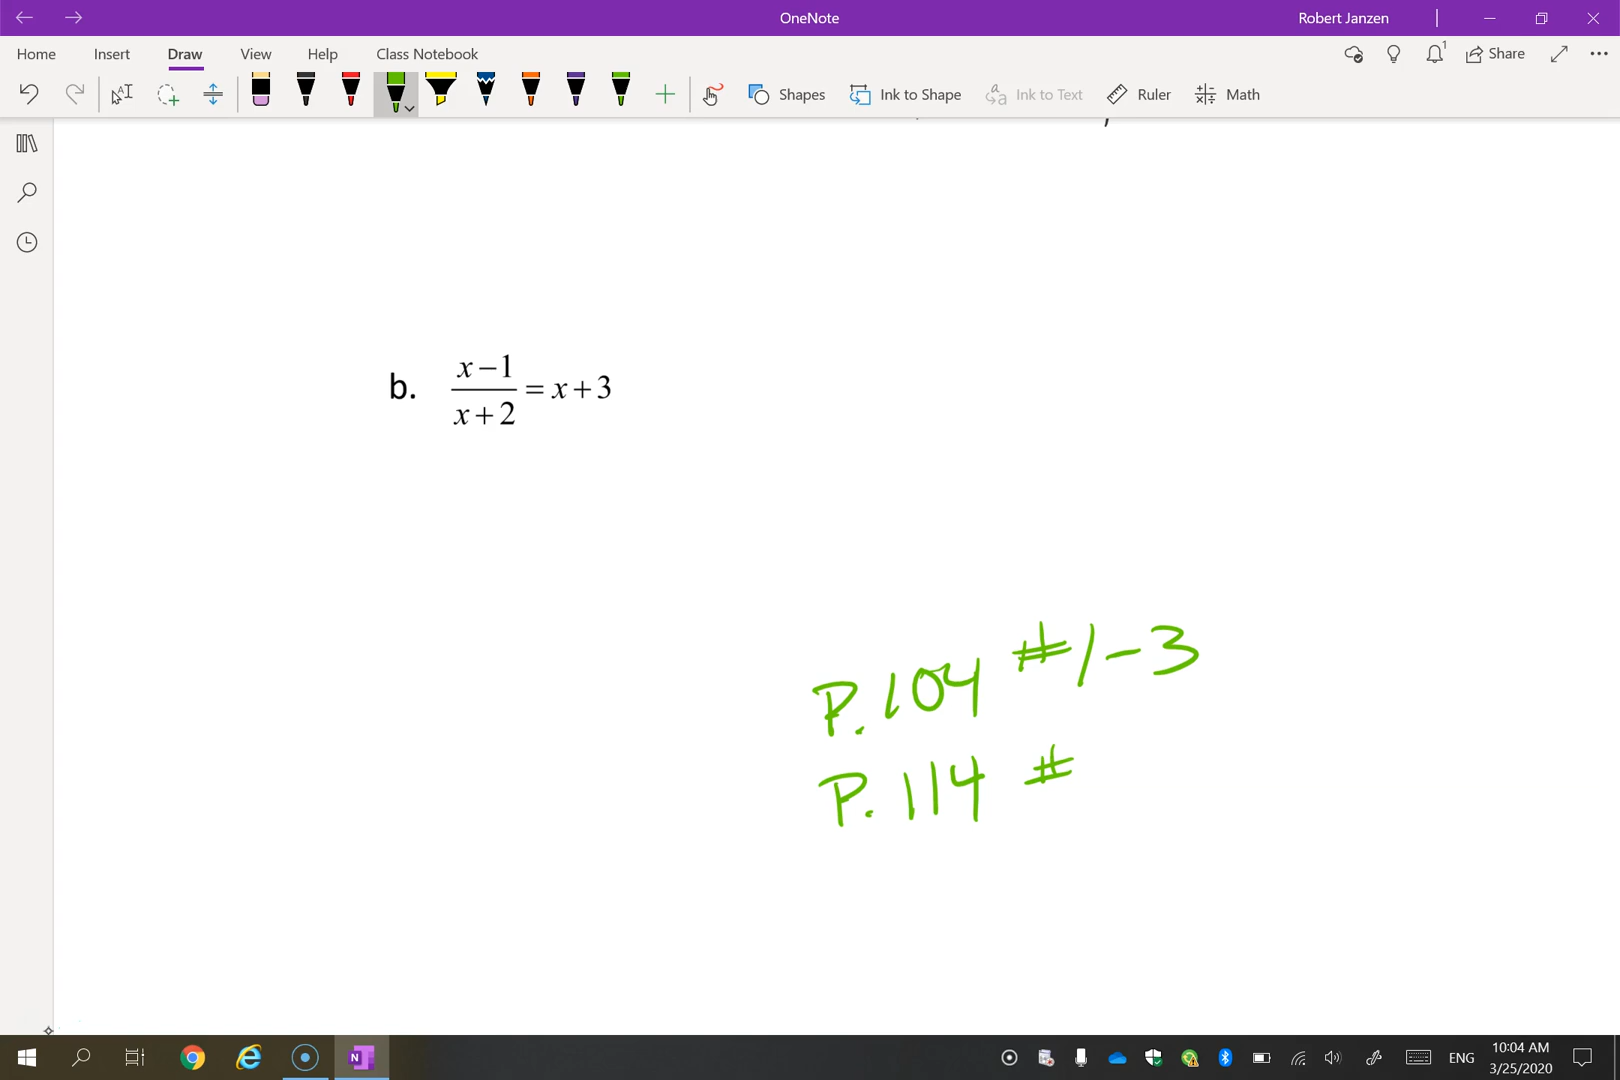 OneNote
Robert Janzen
Home Insert Draw View Help Class Notebook
1
Share
Shapes Ink to Shape Ink to Text Ruler Math
b. x−1 / x+2 = x+3
P.104 #1-3
P.114 #
ENG
10:04 AM
3/25/2020